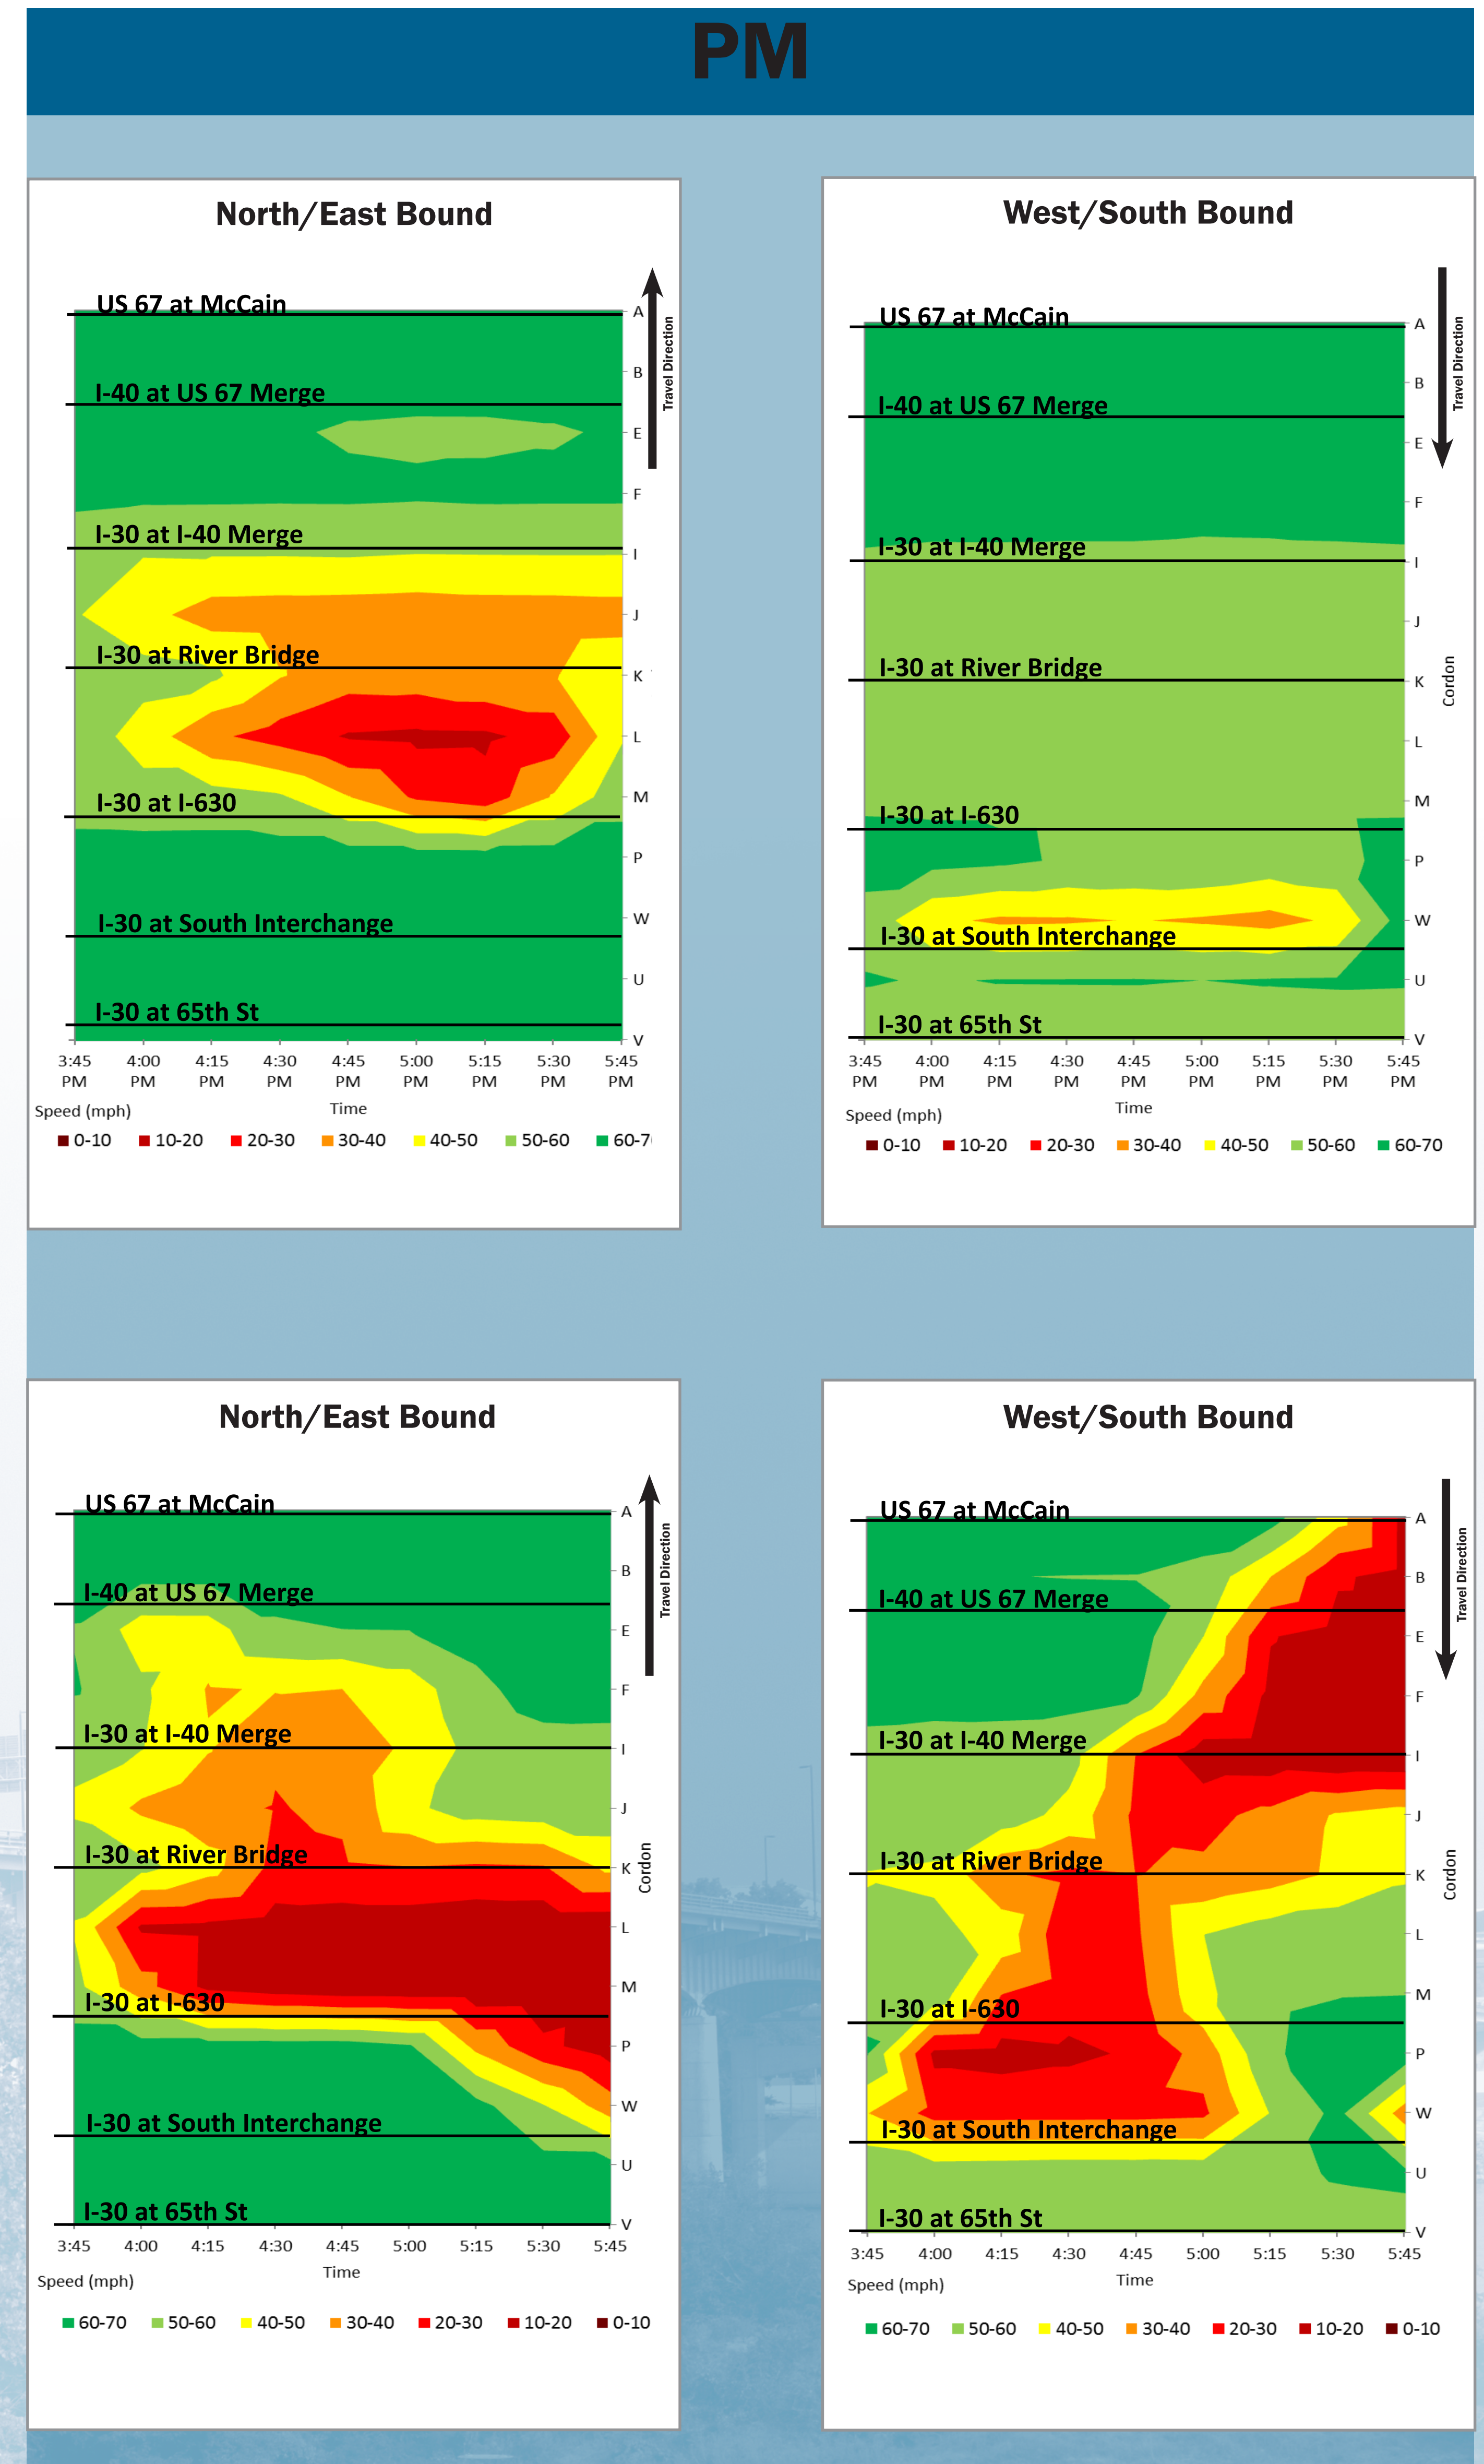 PM
North/East Bound
US 67 at McCain
I-40 at US 67 Merge
I-30 at I-40 Merge
I-30 at River Bridge
I-30 at I-630
I-30 at South Interchange
I-30 at 65th St
A
B
E
F
I
J
K
L
M
P
W
U
V
Travel Direction
3:45 4:00 4:15 4:30 4:45 5:00 5:15 5:30 5:45
PM PM PM PM PM PM PM PM PM
Time
Speed (mph)
0-10 10-20 20-30 30-40 40-50 50-60 60-7
West/South Bound
US 67 at McCain
I-40 at US 67 Merge
I-30 at I-40 Merge
I-30 at River Bridge
I-30 at I-630
I-30 at South Interchange
I-30 at 65th St
A
B
E
F
I
J
K
L
M
P
W
U
V
Travel Direction
Cordon
3:45 4:00 4:15 4:30 4:45 5:00 5:15 5:30 5:45
PM PM PM PM PM PM PM PM PM
Time
Speed (mph)
0-10 10-20 20-30 30-40 40-50 50-60 60-70
North/East Bound
US 67 at McCain
I-40 at US 67 Merge
I-30 at I-40 Merge
I-30 at River Bridge
I-30 at I-630
I-30 at South Interchange
I-30 at 65th St
A
B
E
F
I
J
K
L
M
P
W
U
V
Travel Direction
Cordon
3:45 4:00 4:15 4:30 4:45 5:00 5:15 5:30 5:45
Time
Speed (mph)
60-70 50-60 40-50 30-40 20-30 10-20 0-10
West/South Bound
US 67 at McCain
I-40 at US 67 Merge
I-30 at I-40 Merge
I-30 at River Bridge
I-30 at I-630
I-30 at South Interchange
I-30 at 65th St
A
B
E
F
I
J
K
L
M
P
W
U
V
Travel Direction
Cordon
3:45 4:00 4:15 4:30 4:45 5:00 5:15 5:30 5:45
Time
Speed (mph)
60-70 50-60 40-50 30-40 20-30 10-20 0-10